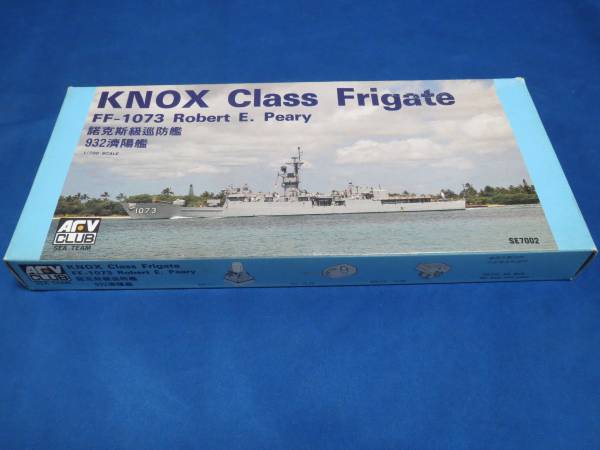 KNOX Class Frigate
FF-1073 Robert E. Peary
諾克斯級巡防艦
932濟陽艦
1/700 SCALE
1073
AFV
CLUB
SEA TEAM
SE7002
AFV
CLUB
SEA TEAM
KNOX Class Frigate
FF-1073 Robert E. Peary
諾克斯級巡防艦
932濟陽艦